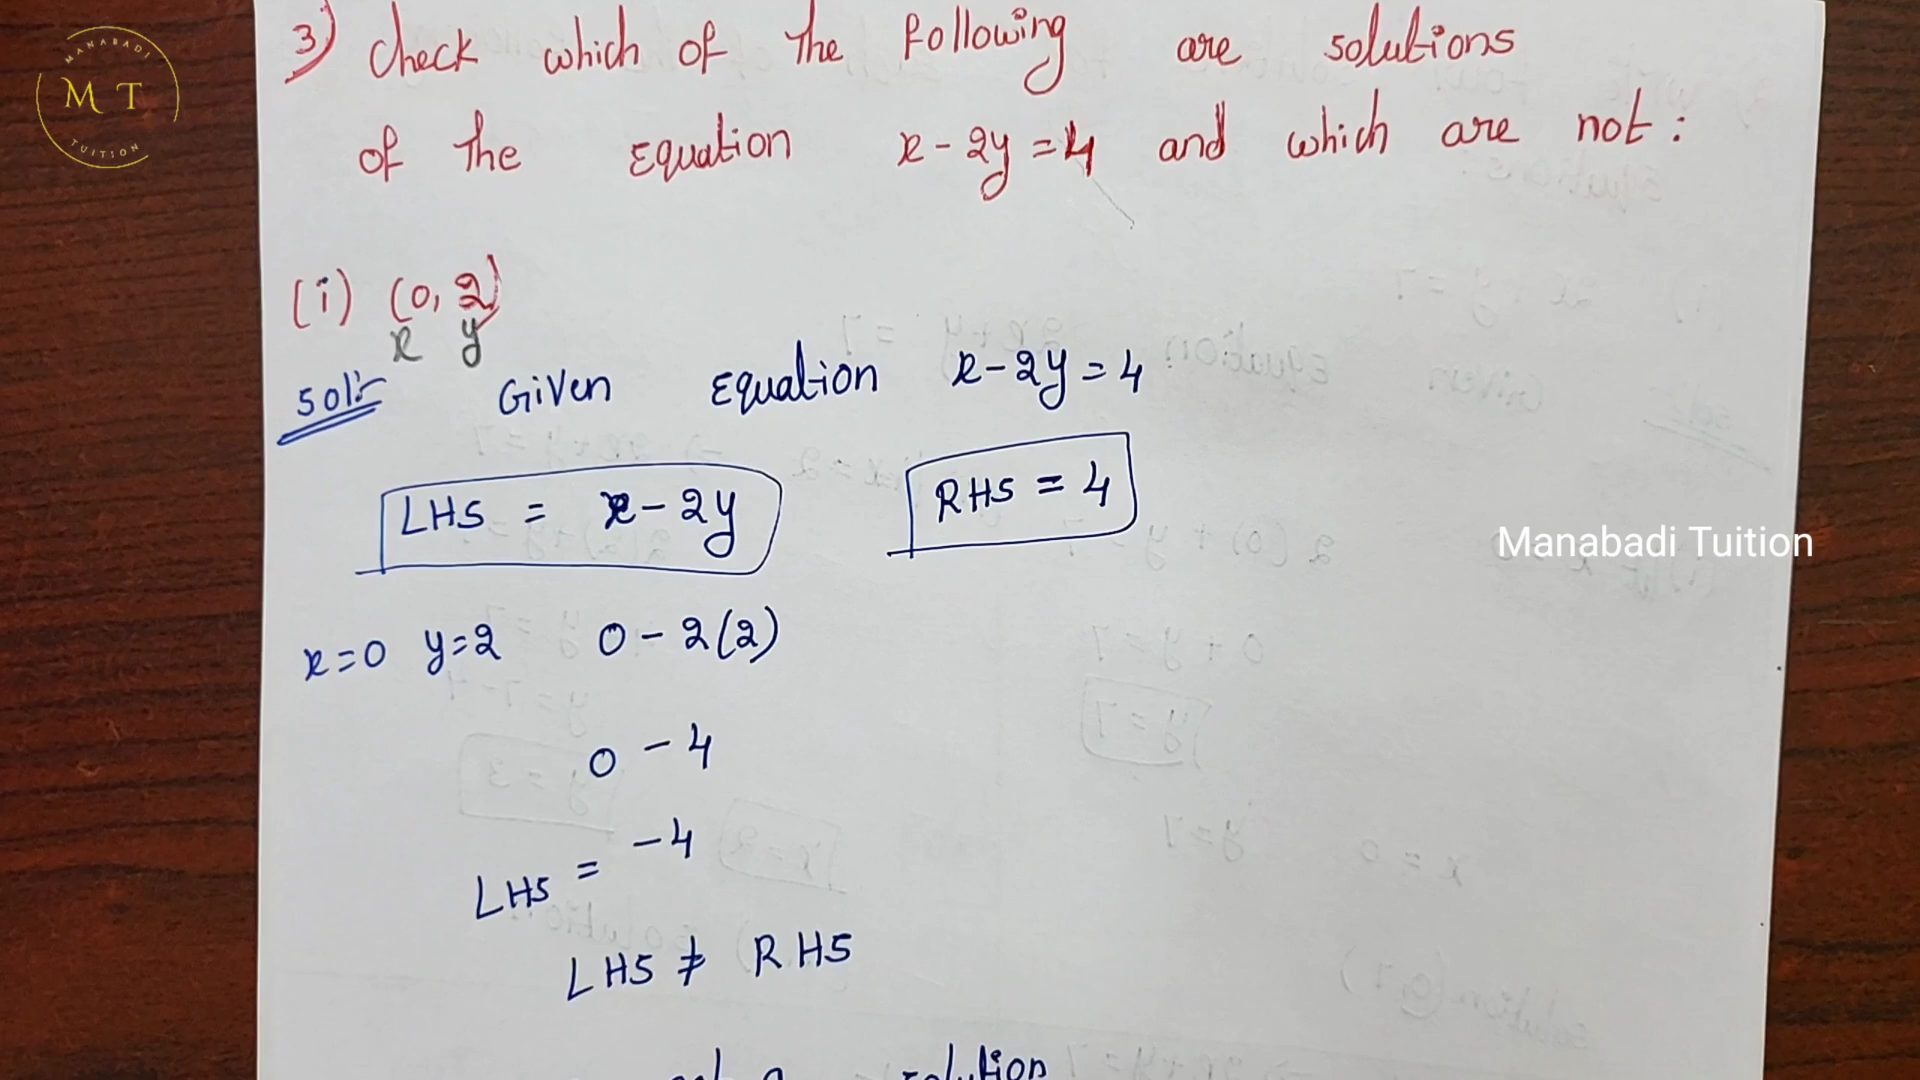 MANABADI
M T
TUITION
3) Check which of the following are solutions
of the Equation x - 2y = 4 and which are not :
(i) (0, 2)
x y
Sol:- Given Equation x - 2y = 4
LHS = x - 2y RHS = 4
Manabadi Tuition
x=0 y=2 0 - 2(2)
0 - 4
LHS = -4
LHS ≠ RHS
solution